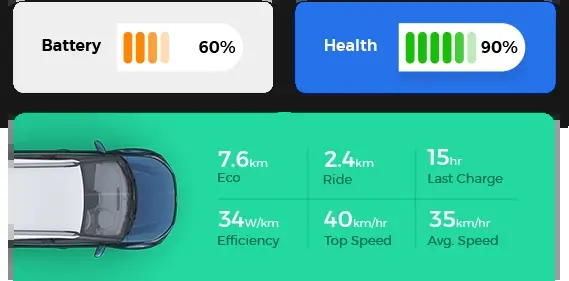 Battery 60%
Health 90%
7.6km 2.4km 15hr
Eco Ride Last Charge
34W/km 40km/hr 35km/hr
Efficiency Top Speed Avg. Speed